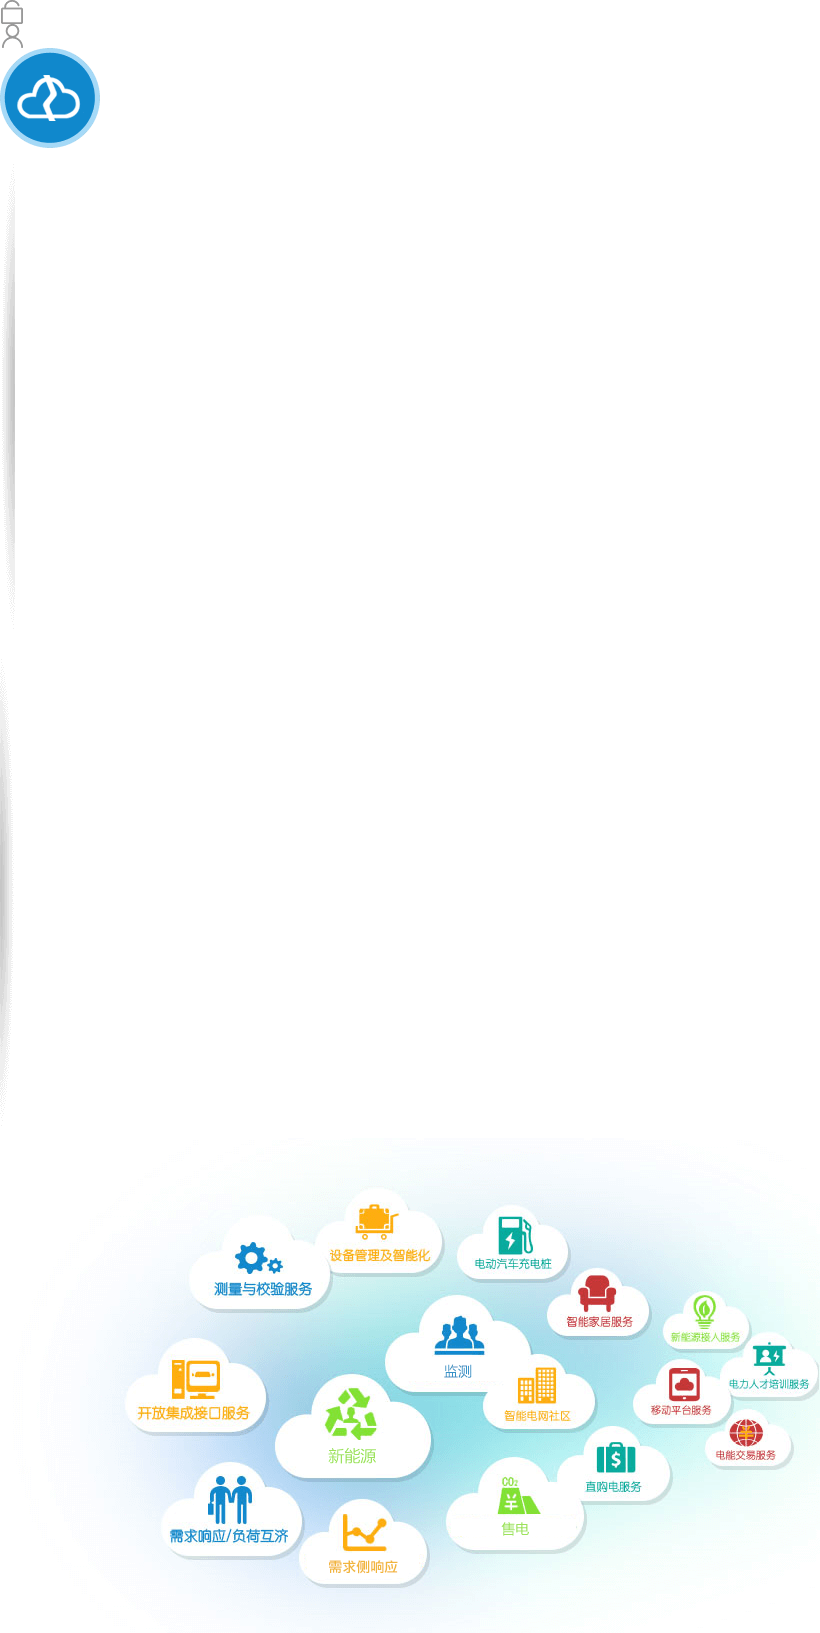 设备管理及智能化
电动汽车充电桩
测量与校验服务
智能家居服务
新能源接入服务
监测
电力人才培训服务
开放集成接口服务
智能电网社区
移动平台服务
新能源
电能交易服务
CO₂
¥
$
直购电服务
售电
需求响应/负荷互济
需求侧响应